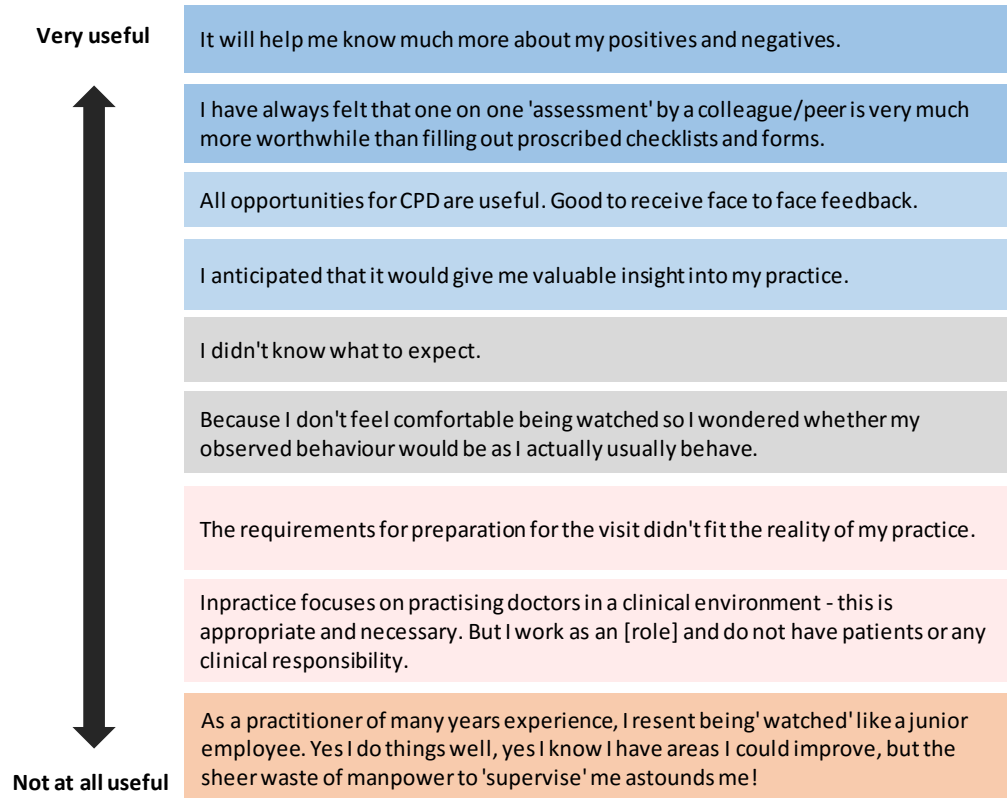 Very useful
It will help me know much more about my positives and negatives.
I have always felt that one on one 'assessment' by a colleague/peer is very much
more worthwhile than filling out proscribed checklists and forms.
All opportunities for CPD are useful. Good to receive face to face feedback.
I anticipated that it would give me valuable insight into my practice.
I didn't know what to expect.
Because I don't feel comfortable being watched so I wondered whether my
observed behaviour would be as I actually usually behave.
The requirements for preparation for the visit didn't fit the reality of my practice.
Inpractice focuses on practising doctors in a clinical environment - this is
appropriate and necessary. But I work as an [role] and do not have patients or any
clinical responsibility.
As a practitioner of many years experience, I resent being' watched' like a junior
employee. Yes I do things well, yes I know I have areas I could improve, but the
sheer waste of manpower to 'supervise' me astounds me!
Not at all useful